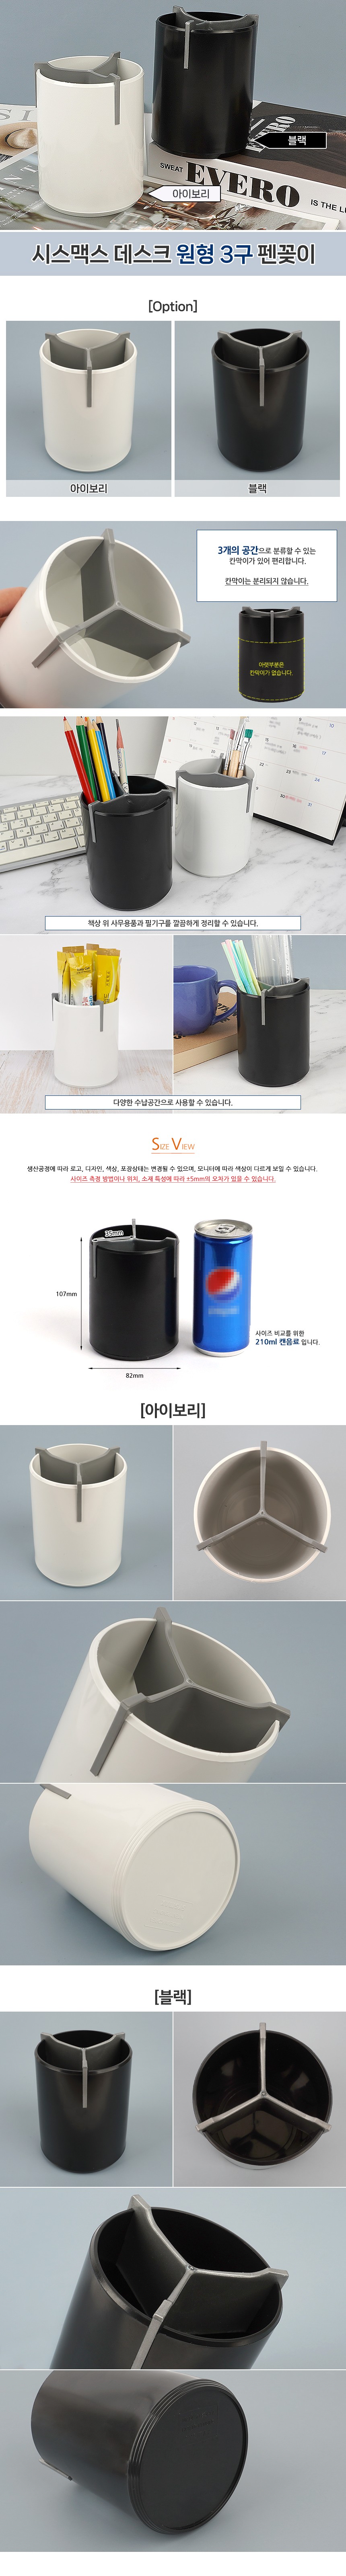 블랙
아이보리
SWEAT EVERO
IS THE
시스맥스 데스크 원형 3구 펜꽂이
[Option]
아이보리
블랙
3개의 공간으로 분류할 수 있는
칸막이가 있어 편리합니다.
칸막이는 분리되지 않습니다.
아랫부분은
칸막이가 없습니다.
책상 위 사무용품과 필기구를 깔끔하게 정리할 수 있습니다.
다양한 수납공간으로 사용할 수 있습니다.
SIZE VIEW
생산공정에 따라 로고, 디자인, 색상, 포장상태는 변경될 수 있으며, 모니터에 따라 색상이 다르게 보일 수 있습니다.
사이즈 측정 방법이나 위치, 소재 특성에 따라 ±5mm의 오차가 있을 수 있습니다.
35mm
107mm
사이즈 비교를 위한
210ml 캔음료 입니다.
82mm
[아이보리]
[블랙]